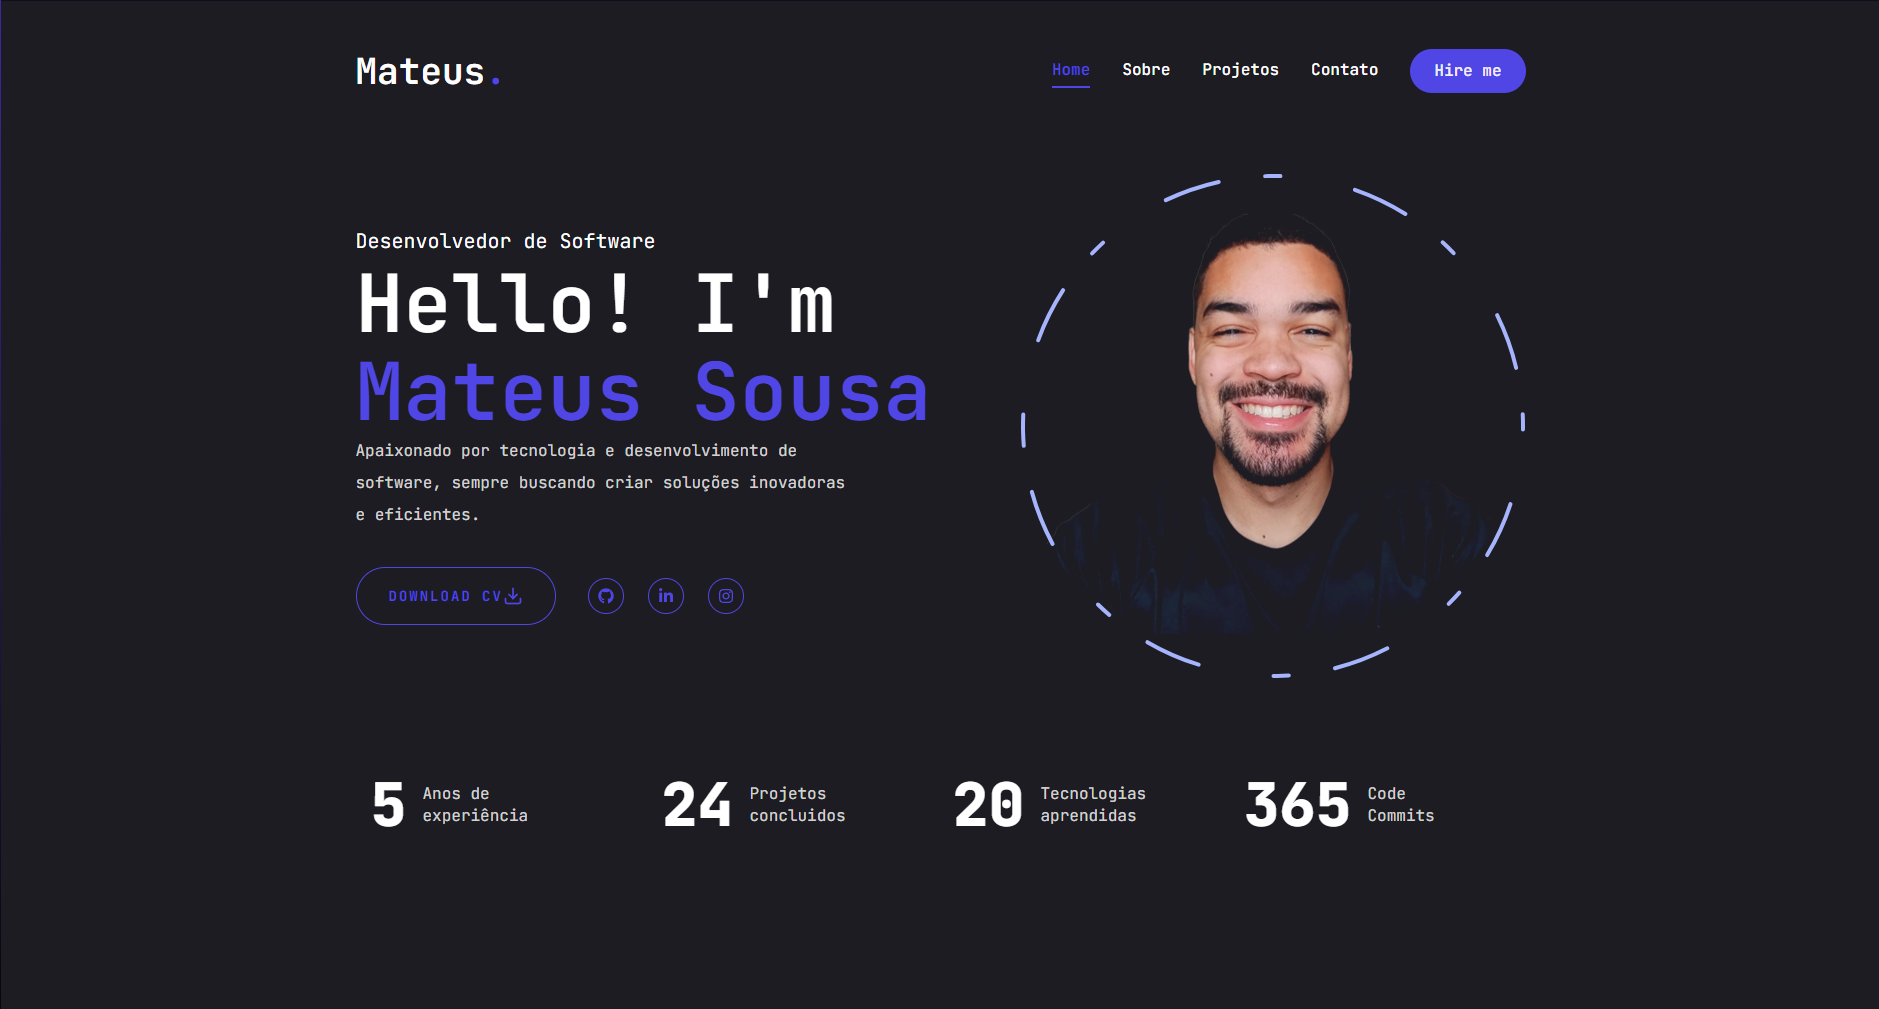 Mateus.
Home Sobre Projetos Contato Hire me
Desenvolvedor de Software
Hello! I'm
Mateus Sousa
Apaixonado por tecnologia e desenvolvimento de
software, sempre buscando criar soluções inovadoras
e eficientes.
DOWNLOAD CV
5 Anos de
experiência
24 Projetos
concluidos
20 Tecnologias
aprendidas
365 Code
Commits